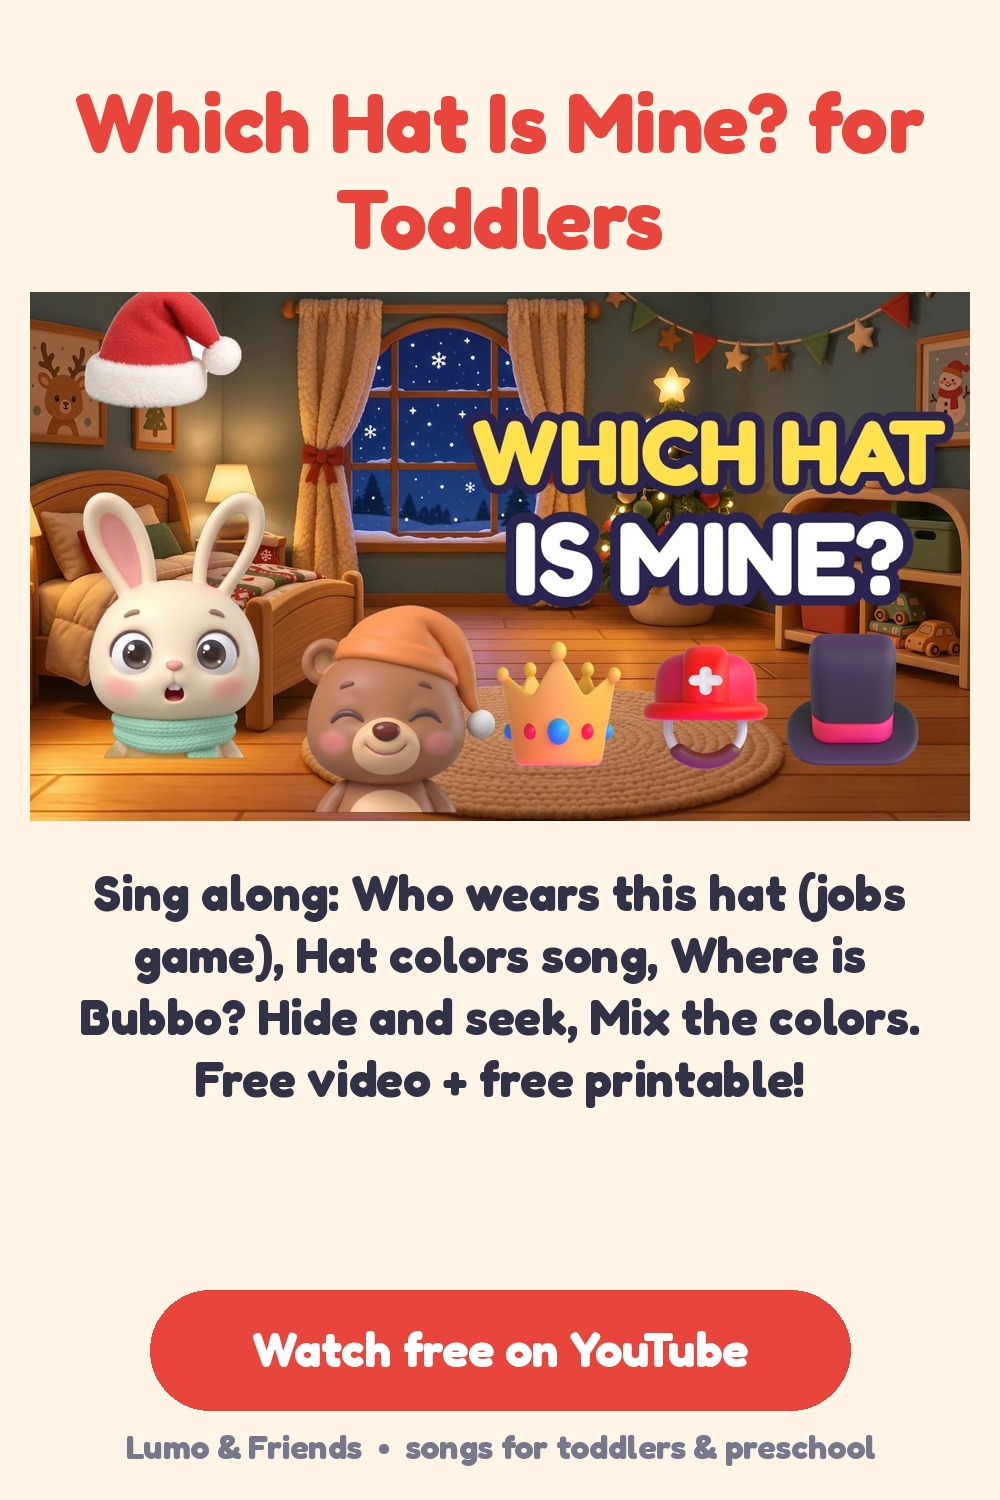 Which Hat Is Mine? for
Toddlers
WHICH HAT
IS MINE?
Sing along: Who wears this hat (jobs
game), Hat colors song, Where is
Bubbo? Hide and seek, Mix the colors.
Free video + free printable!
Watch free on YouTube
Lumo & Friends • songs for toddlers & preschool